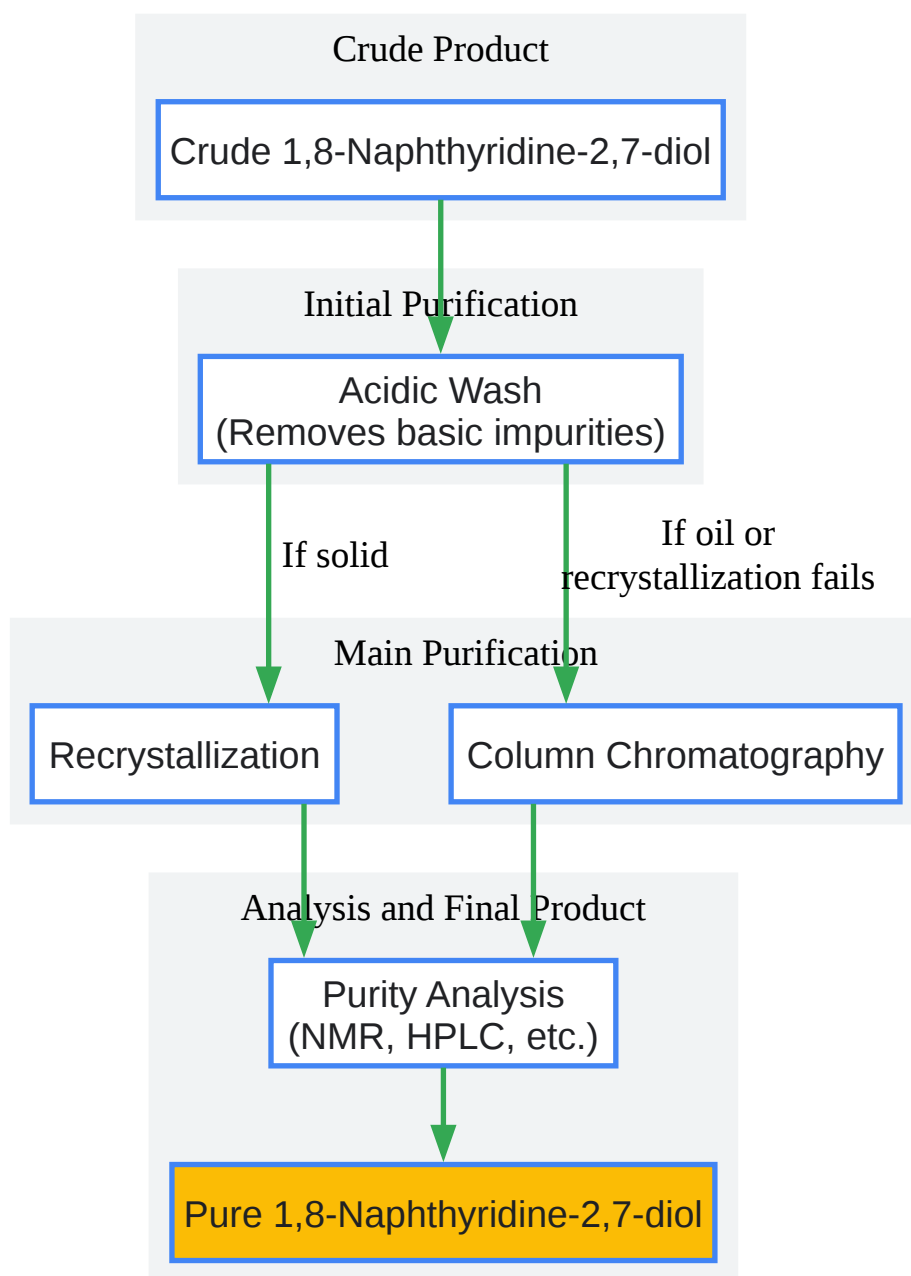 Crude Product
Crude 1,8-Naphthyridine-2,7-diol
Initial Purification
Acidic Wash
(Removes basic impurities)
If solid
If oil or
recrystallization fails
Main Purification
Recrystallization
Column Chromatography
Analysis and Final Product
Purity Analysis
(NMR, HPLC, etc.)
Pure 1,8-Naphthyridine-2,7-diol